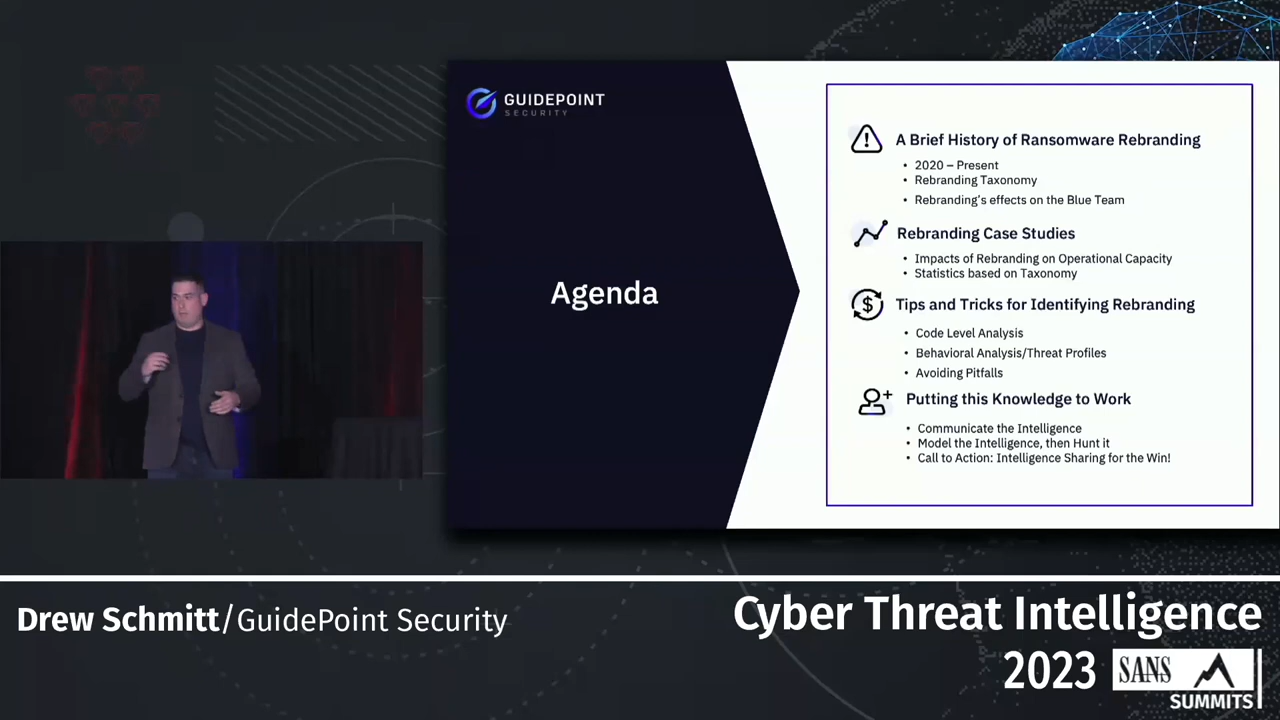 GUIDEPOINT
SECURITY
Agenda
A Brief History of Ransomware Rebranding
• 2020 – Present
• Rebranding Taxonomy
• Rebranding's effects on the Blue Team
Rebranding Case Studies
• Impacts of Rebranding on Operational Capacity
• Statistics based on Taxonomy
Tips and Tricks for Identifying Rebranding
• Code Level Analysis
• Behavioral Analysis/Threat Profiles
• Avoiding Pitfalls
Putting this Knowledge to Work
• Communicate the Intelligence
• Model the Intelligence, then Hunt it
• Call to Action: Intelligence Sharing for the Win!
Drew Schmitt/GuidePoint Security
Cyber Threat Intelligence
2023 SANS
SUMMITS